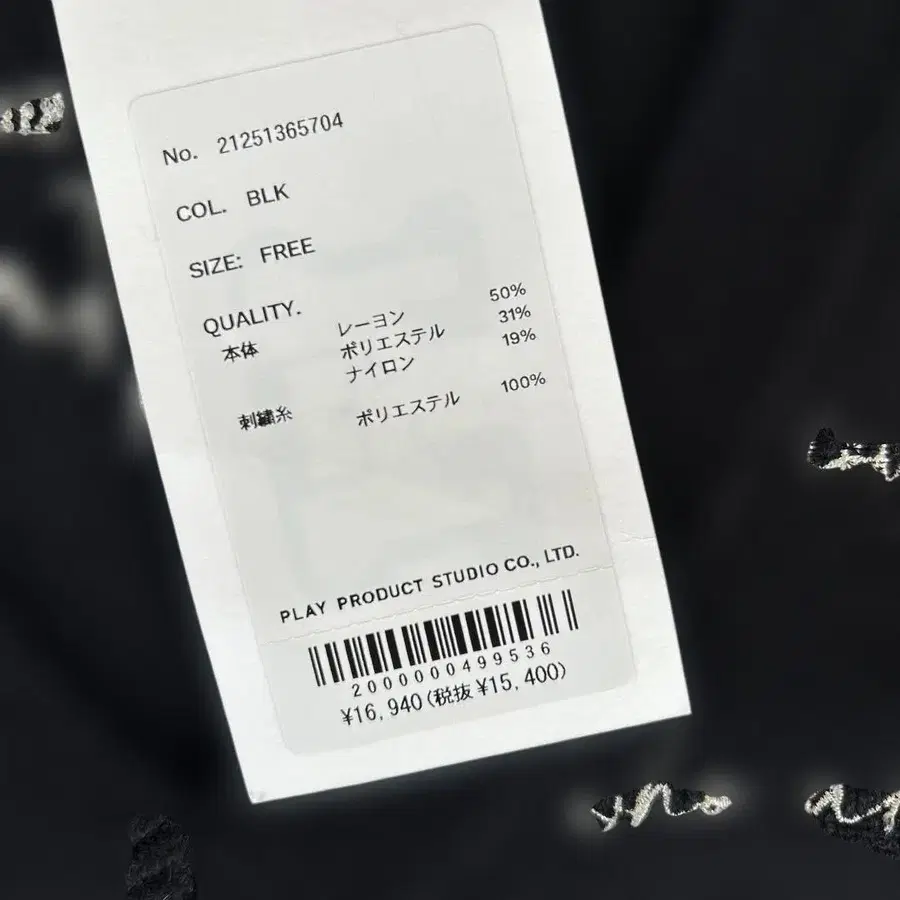 No. 21251365704
COL. BLK
SIZE: FREE
QUALITY.
本体 レーヨン 50%
ポリエステル 31%
ナイロン 19%
刺繍糸 ポリエステル 100%
PLAY PRODUCT STUDIO CO., LTD.
2000000499536
¥16,940(税抜¥15,400)